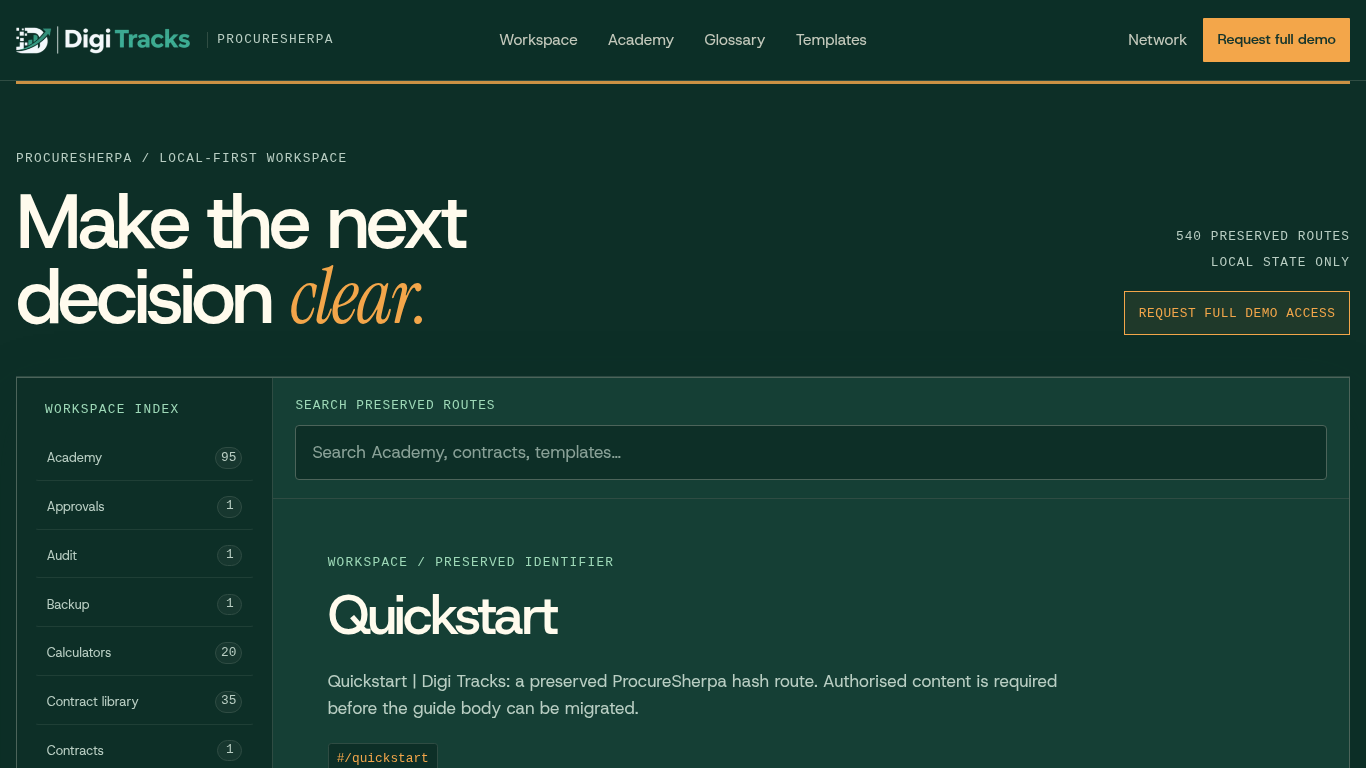 Digi Tracks
PROCURESHERPA
Workspace
Academy
Glossary
Templates
Network
Request full demo
PROCURESHERPA / LOCAL-FIRST WORKSPACE
Make the next
decision clear.
540 PRESERVED ROUTES
LOCAL STATE ONLY
REQUEST FULL DEMO ACCESS
WORKSPACE INDEX
Academy 95
Approvals 1
Audit 1
Backup 1
Calculators 20
Contract library 35
Contracts 1
SEARCH PRESERVED ROUTES
Search Academy, contracts, templates…
WORKSPACE / PRESERVED IDENTIFIER
Quickstart
Quickstart | Digi Tracks: a preserved ProcureSherpa hash route. Authorised content is required
before the guide body can be migrated.
#/quickstart